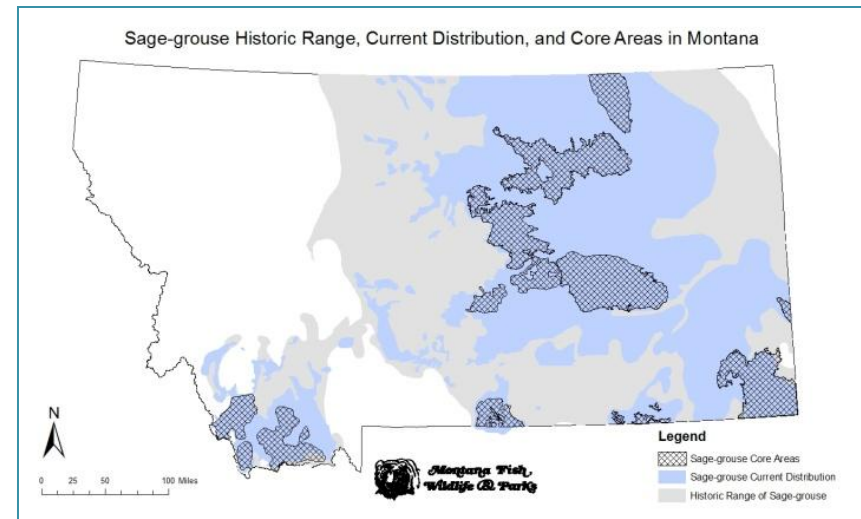 Sage-grouse Historic Range, Current Distribution, and Core Areas in Montana
N
0 25 50 100 Miles
Montana Fish,
Wildlife & Parks
Legend
Sage-grouse Core Areas
Sage-grouse Current Distribution
Historic Range of Sage-grouse